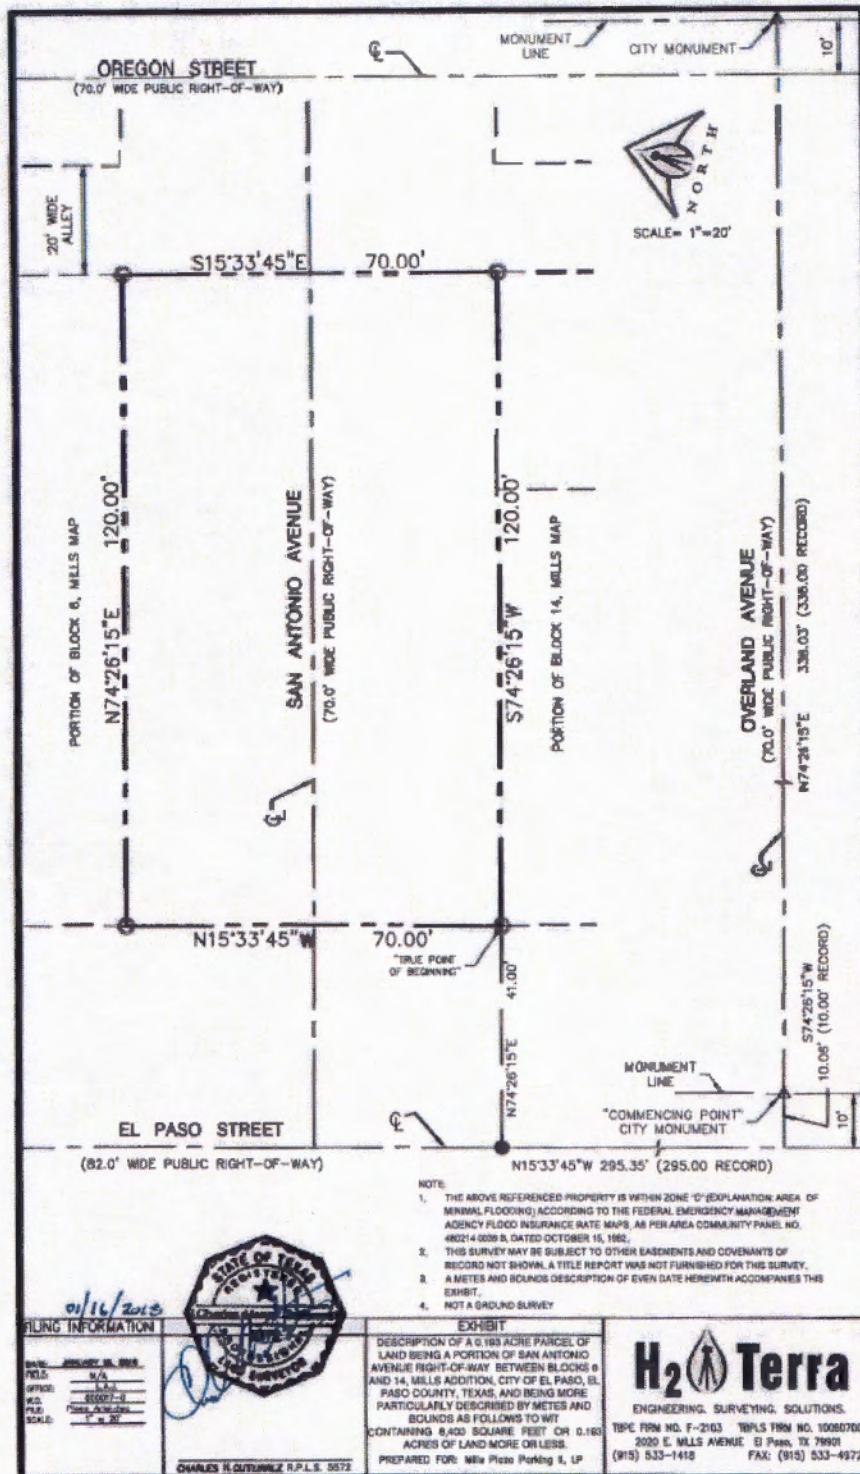 MONUMENT
LINE
CITY MONUMENT
10'
OREGON STREET
(70.0' WIDE PUBLIC RIGHT-OF-WAY)
NORTH
SCALE= 1"=20'
20' WIDE
ALLEY
S15°33'45"E 70.00'
PORTION OF BLOCK 6, MILLS MAP
N74°26'15"E 120.00'
SAN ANTONIO AVENUE
(70.0' WIDE PUBLIC RIGHT-OF-WAY)
S74°26'15"W 120.00'
PORTION OF BLOCK 14, MILLS MAP
OVERLAND AVENUE
(70.0' WIDE PUBLIC RIGHT-OF-WAY)
N74°26'15"E 338.03' (338.00 RECORD)
N15°33'45"W 70.00'
"TRUE POINT
OF BEGINNING"
N74°26'15"E 41.00'
S74°26'15"W
10.06' (10.00' RECORD)
MONUMENT
LINE
"COMMENCING POINT"
CITY MONUMENT
10'
EL PASO STREET
(82.0' WIDE PUBLIC RIGHT-OF-WAY)
N15°33'45"W 295.35' (295.00 RECORD)
NOTE
1. THE ABOVE REFERENCED PROPERTY IS WITHIN ZONE "C" (EXPLANATION: AREA OF
MINIMAL FLOODING) ACCORDING TO THE FEDERAL EMERGENCY MANAGEMENT
AGENCY FLOOD INSURANCE RATE MAPS, AS PER AREA COMMUNITY PANEL NO.
480214 0039 B, DATED OCTOBER 15, 1982.
2. THIS SURVEY MAY BE SUBJECT TO OTHER EASEMENTS AND COVENANTS OF
RECORD NOT SHOWN. A TITLE REPORT WAS NOT FURNISHED FOR THIS SURVEY.
3. A METES AND BOUNDS DESCRIPTION OF EVEN DATE HEREWITH ACCOMPANIES THIS
EXHIBIT.
4. NOT A GROUND SURVEY
STATE OF TEXAS
REGISTERED
PROFESSIONAL
LAND SURVEYOR
FILING INFORMATION
FIELD: N/A
OFFICE:
W.O.
FILE:
SCALE: 1" = 20'
CHARLES H. GUTIERREZ R.P.L.S. 5572
EXHIBIT
DESCRIPTION OF A 0.193 ACRE PARCEL OF
LAND BEING A PORTION OF SAN ANTONIO
AVENUE RIGHT-OF-WAY BETWEEN BLOCKS 6
AND 14, MILLS ADDITION, CITY OF EL PASO, EL
PASO COUNTY, TEXAS, AND BEING MORE
PARTICULARLY DESCRIBED BY METES AND
BOUNDS AS FOLLOWS TO WIT
CONTAINING 8,400 SQUARE FEET OR 0.193
ACRES OF LAND MORE OR LESS.
PREPARED FOR: Mills Plaza Parking II, LP
H2 Terra
ENGINEERING. SURVEYING. SOLUTIONS.
TBPE FIRM NO. F-2103 TBPLS FIRM NO. 10060700
2020 E. MILLS AVENUE El Paso, TX 79901
(915) 533-1418 FAX: (915) 533-4972